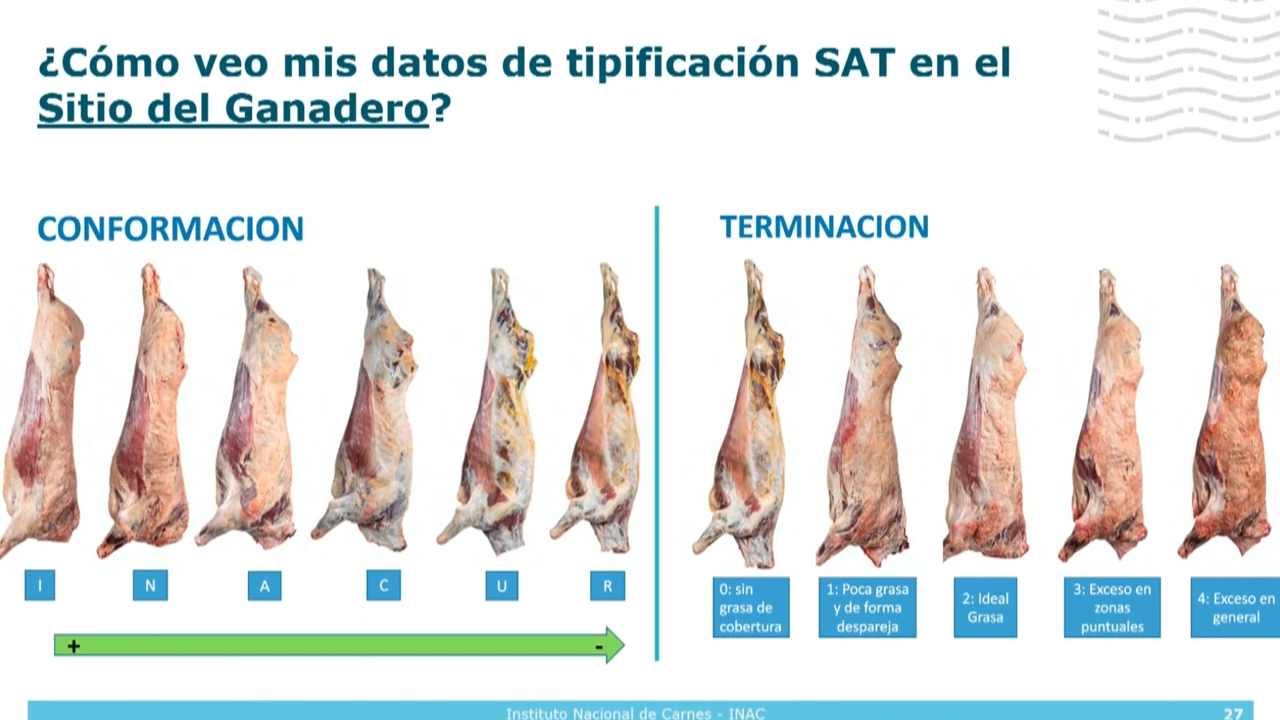 ¿Cómo veo mis datos de tipificación SAT en el
Sitio del Ganadero?
CONFORMACION
TERMINACION
I
N
A
C
U
R
0: sin
grasa de
cobertura
1: Poca grasa
y de forma
despareja
2: Ideal
Grasa
3: Exceso en
zonas
puntuales
4: Exceso en
general
+
-
Instituto Nacional de Carnes - INAC
27